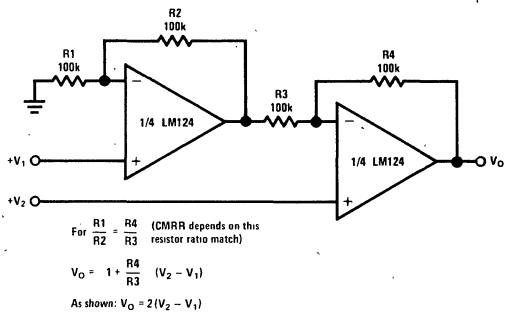 R2
100k
R1
100k
R4
100k
R3
100k
−
1/4 LM124
+
−
1/4 LM124
+
+V1
+V2
VO
For R1/R2 = R4/R3 (CMRR depends on this
resistor ratio match)
VO = 1 + R4/R3 (V2 − V1)
As shown: VO = 2(V2 − V1)